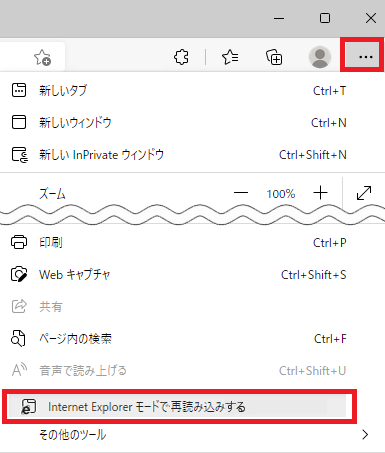 新しいタブ Ctrl+T
新しいウィンドウ Ctrl+N
新しい InPrivate ウィンドウ Ctrl+Shift+N
ズーム 100%
印刷 Ctrl+P
Web キャプチャ Ctrl+Shift+S
共有
ページ内の検索 Ctrl+F
音声で読み上げる Ctrl+Shift+U
Internet Explorer モードで再読み込みする
その他のツール